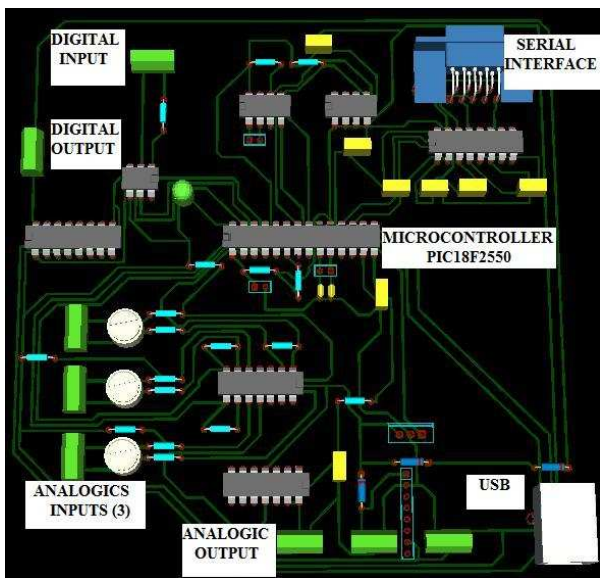 DIGITAL
INPUT
SERIAL
INTERFACE
DIGITAL
OUTPUT
MICROCONTROLLER
PIC18F2550
ANALOGICS
INPUTS (3)
ANALOGIC
OUTPUT
USB